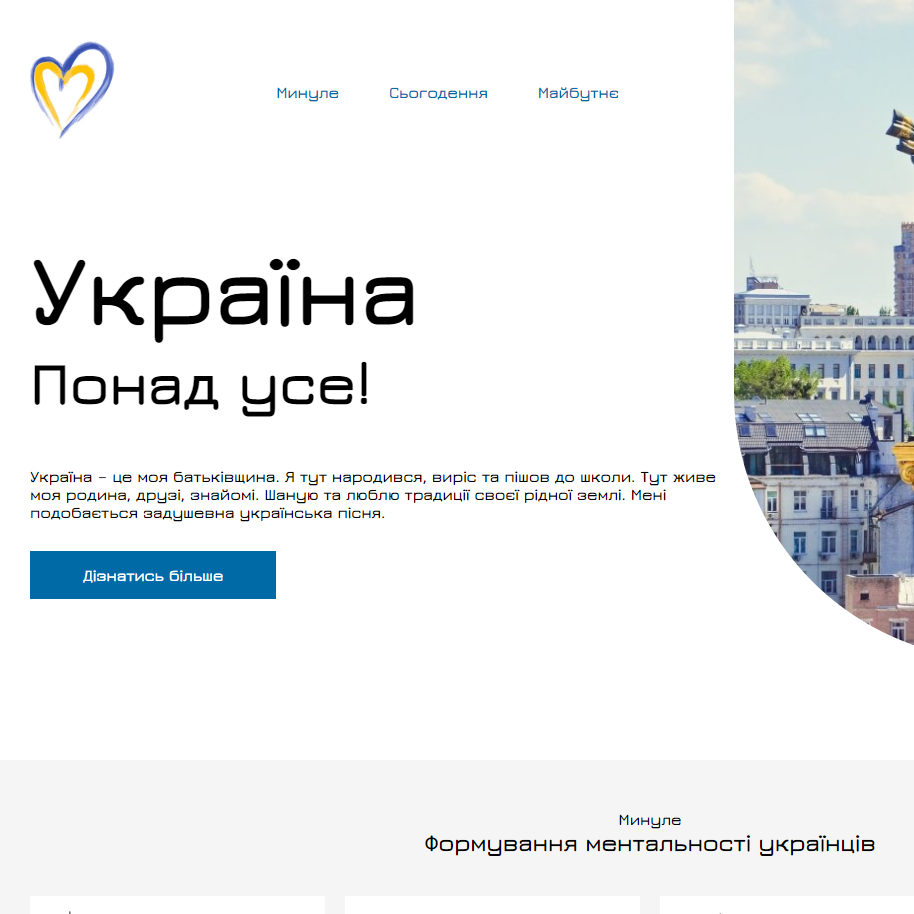 Минуле
Сьогодення
Майбутнє
Україна
Понад усе!
Україна – це моя батьківщина. Я тут народився, виріс та пішов до школи. Тут живе
моя родина, друзі, знайомі. Шаную та люблю традиції своєї рідної землі. Мені
подобається задушевна українська пісня.
Дізнатись більше
Минуле
Формування ментальності українців